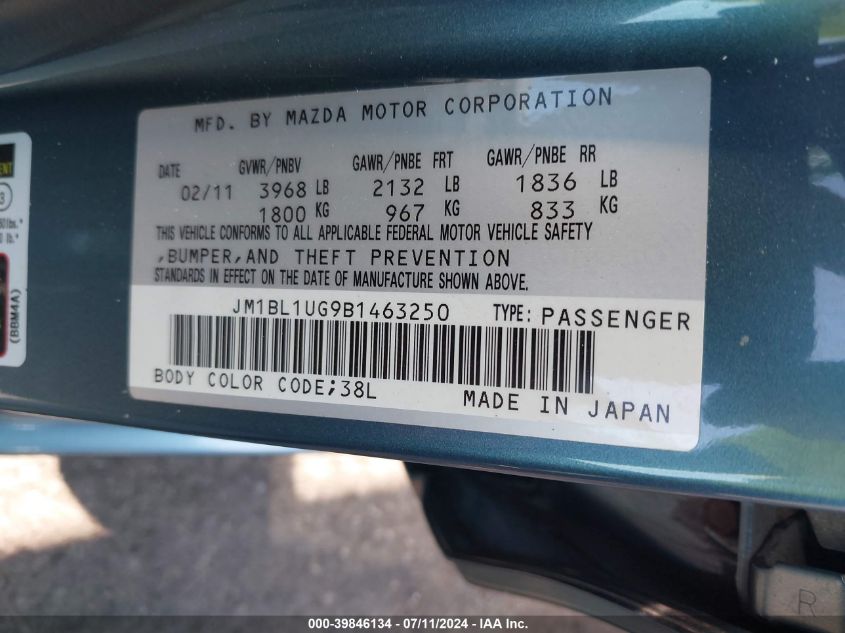 MFD. BY MAZDA MOTOR CORPORATION
DATE GVWR/PNBV GAWR/PNBE FRT GAWR/PNBE RR
02/11 3968 LB 2132 LB 1836 LB
1800 KG 967 KG 833 KG
THIS VEHICLE CONFORMS TO ALL APPLICABLE FEDERAL MOTOR VEHICLE SAFETY
,BUMPER,AND THEFT PREVENTION
STANDARDS IN EFFECT ON THE DATE OF MANUFACTURE SHOWN ABOVE.
JM1BL1UG9B1463250 TYPE: PASSENGER
BODY COLOR CODE;38L
MADE IN JAPAN
(BBM4A)
R
000-39846134 - 07/11/2024 - IAA Inc.